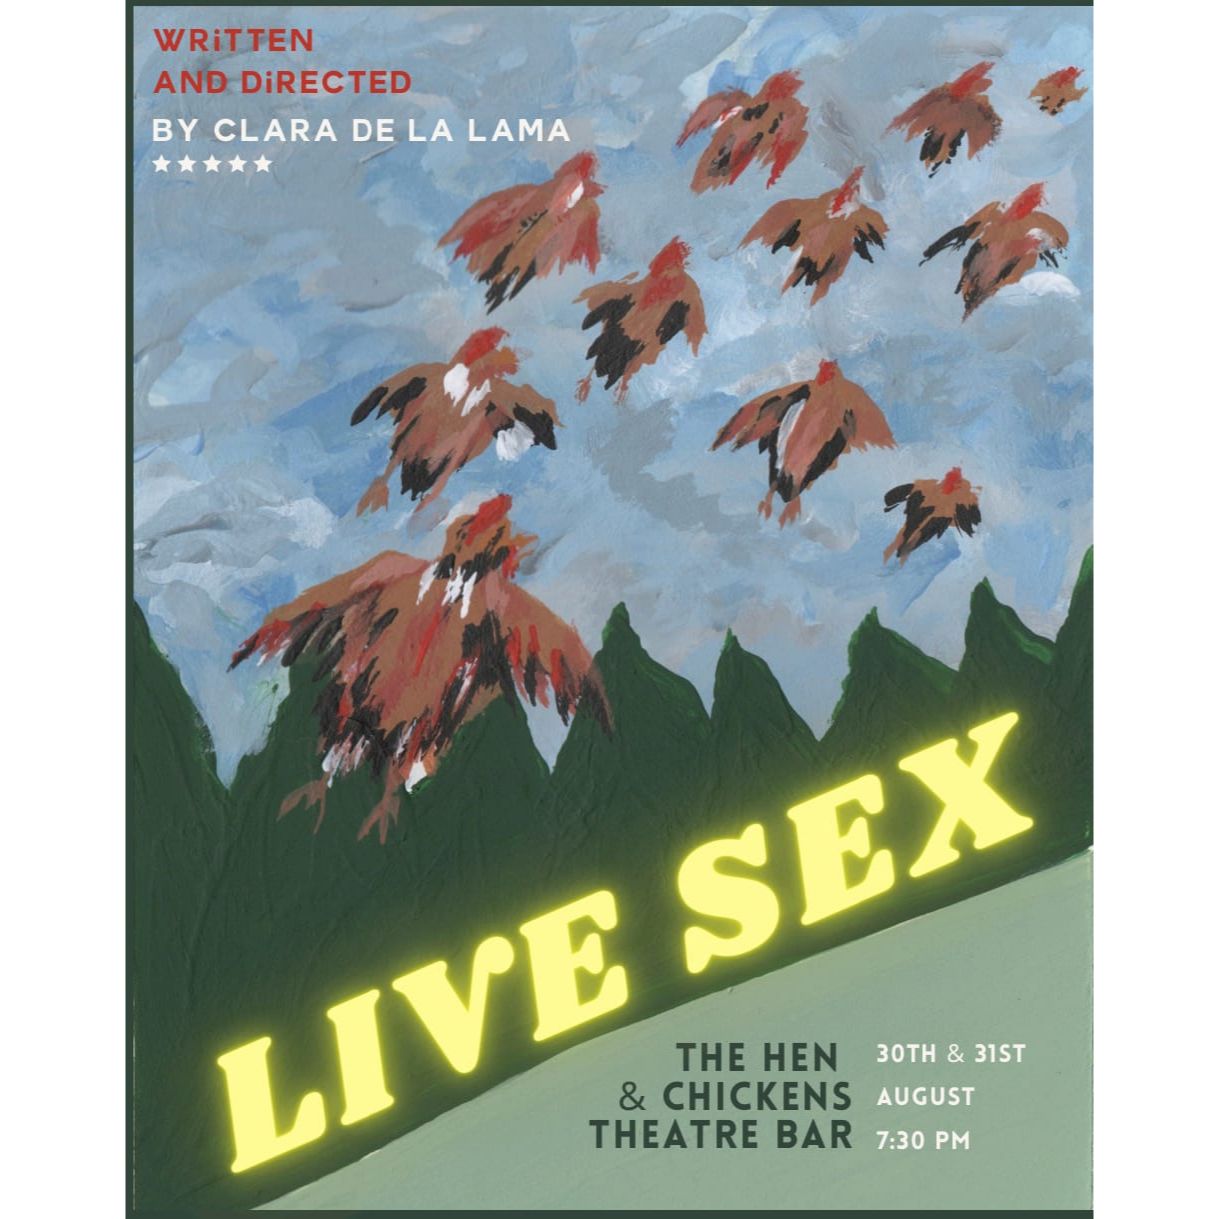 WRiTTEN
AND DiRECTED
BY CLARA DE LA LAMA
★★★★★
LIVE SEX
THE HEN
& CHICKENS
THEATRE BAR
30TH & 31ST
AUGUST
7:30 PM